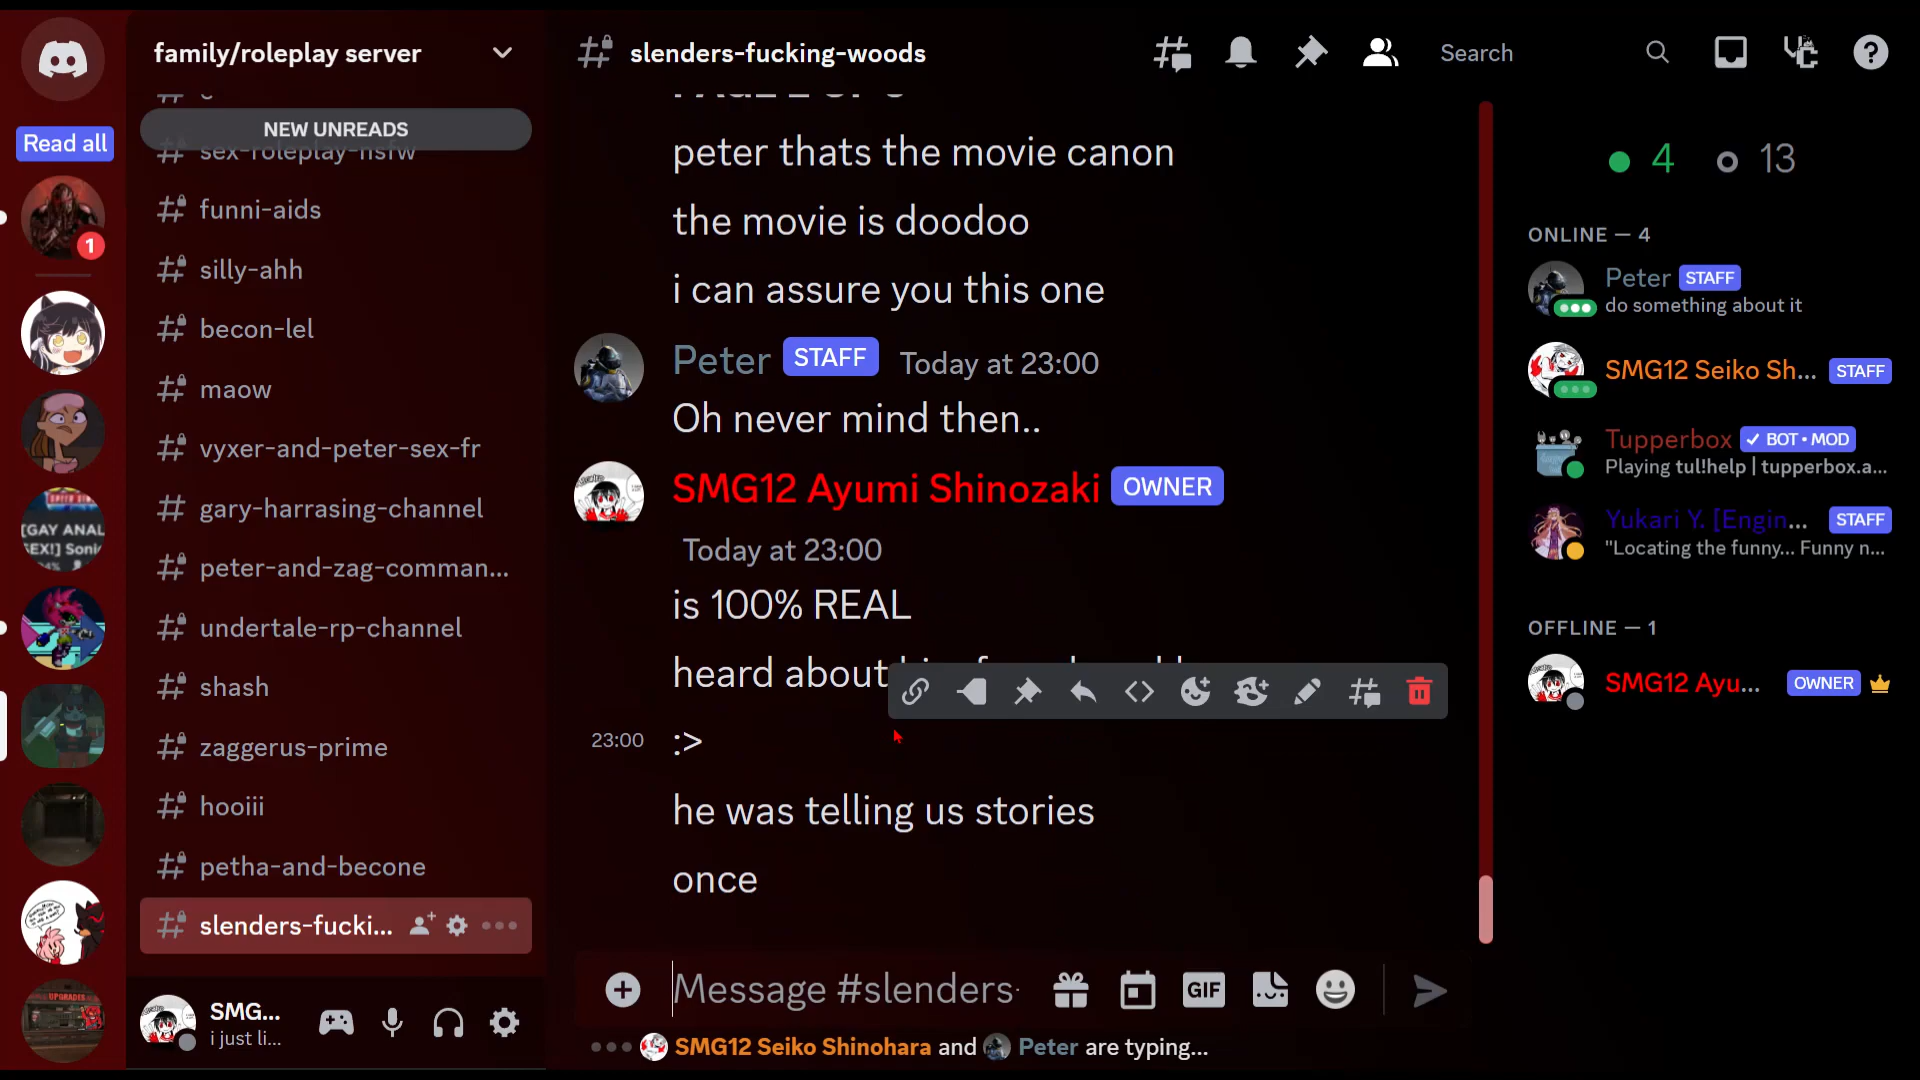 family/roleplay server
slenders-fucking-woods
Search
Read all
NEW UNREADS
sex-roleplay-nsfw
funni-aids
silly-ahh
becon-lel
maow
vyxer-and-peter-sex-fr
gary-harrasing-channel
peter-and-zag-comman...
undertale-rp-channel
shash
zaggerus-prime
hooiii
petha-and-becone
slenders-fucki...
1
[GAY ANAL
SEX!] Soni
UPGRADES
SMG...
i just li...
peter thats the movie canon
the movie is doodoo
i can assure you this one
Peter STAFF Today at 23:00
Oh never mind then..
SMG12 Ayumi Shinozaki OWNER
Today at 23:00
is 100% REAL
heard about
23:00 :>
he was telling us stories
once
Message #slenders-
GIF
SMG12 Seiko Shinohara and Peter are typing...
4 13
ONLINE — 4
Peter STAFF
do something about it
SMG12 Seiko Sh... STAFF
Tupperbox ✓ BOT • MOD
Playing tul!help | tupperbox.a...
Yukari Y. [Engin... STAFF
"Locating the funny... Funny n...
OFFLINE — 1
SMG12 Ayu... OWNER